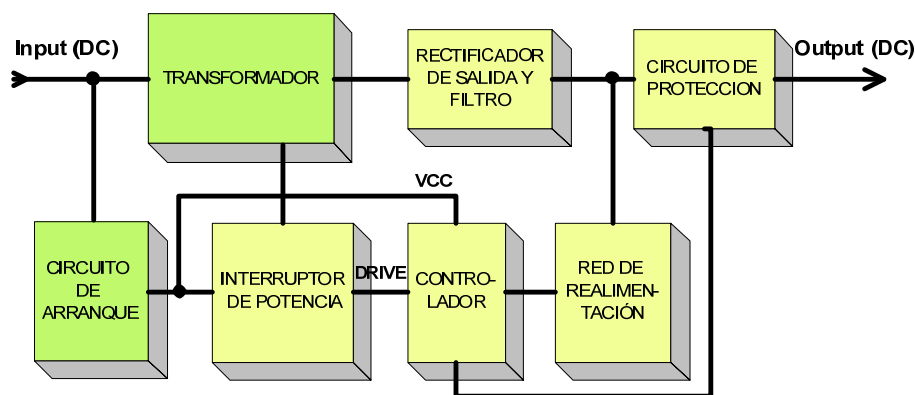 Input (DC)
TRANSFORMADOR
RECTIFICADOR
DE SALIDA Y
FILTRO
CIRCUITO DE
PROTECCION
Output (DC)
VCC
CIRCUITO
DE
ARRANQUE
INTERRUPTOR
DE POTENCIA
DRIVE
CONTRO-
LADOR
RED DE
REALIMEN-
TACIÓN